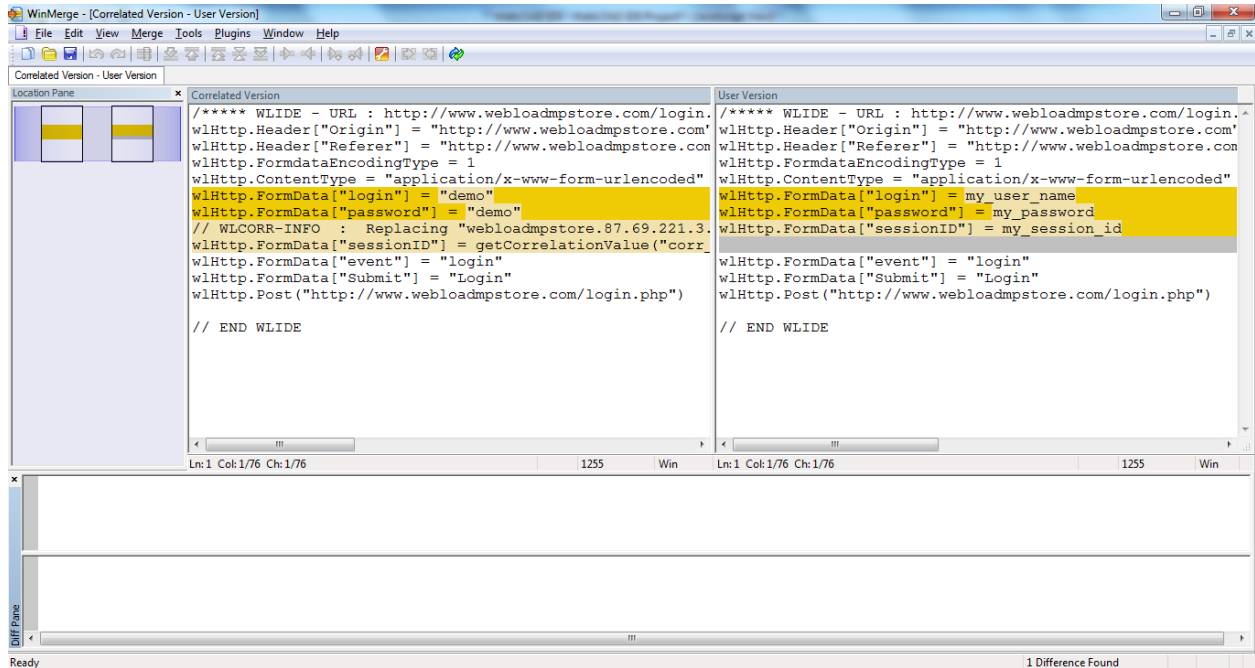 WinMerge - [Correlated Version - User Version]
File Edit View Merge Tools Plugins Window Help
Correlated Version - User Version
Location Pane
Correlated Version
/***** WLIDE - URL : http://www.webloadmpstore.com/login.
wlHttp.Header["Origin"] = "http://www.webloadmpstore.com"
wlHttp.Header["Referer"] = "http://www.webloadmpstore.com
wlHttp.FormdataEncodingType = 1
wlHttp.ContentType = "application/x-www-form-urlencoded"
wlHttp.FormData["login"] = "demo"
wlHttp.FormData["password"] = "demo"
// WLCORR-INFO : Replacing "webloadmpstore.87.69.221.3.
wlHttp.FormData["sessionID"] = getCorrelationValue("corr_
wlHttp.FormData["event"] = "login"
wlHttp.FormData["Submit"] = "Login"
wlHttp.Post("http://www.webloadmpstore.com/login.php")
// END WLIDE
Ln: 1 Col: 1/76 Ch: 1/76 1255 Win
User Version
/***** WLIDE - URL : http://www.webloadmpstore.com/login.
wlHttp.Header["Origin"] = "http://www.webloadmpstore.com"
wlHttp.Header["Referer"] = "http://www.webloadmpstore.com
wlHttp.FormdataEncodingType = 1
wlHttp.ContentType = "application/x-www-form-urlencoded"
wlHttp.FormData["login"] = my_user_name
wlHttp.FormData["password"] = my_password
wlHttp.FormData["sessionID"] = my_session_id
wlHttp.FormData["event"] = "login"
wlHttp.FormData["Submit"] = "Login"
wlHttp.Post("http://www.webloadmpstore.com/login.php")
// END WLIDE
Ln: 1 Col: 1/76 Ch: 1/76 1255 Win
Diff Pane
Ready 1 Difference Found